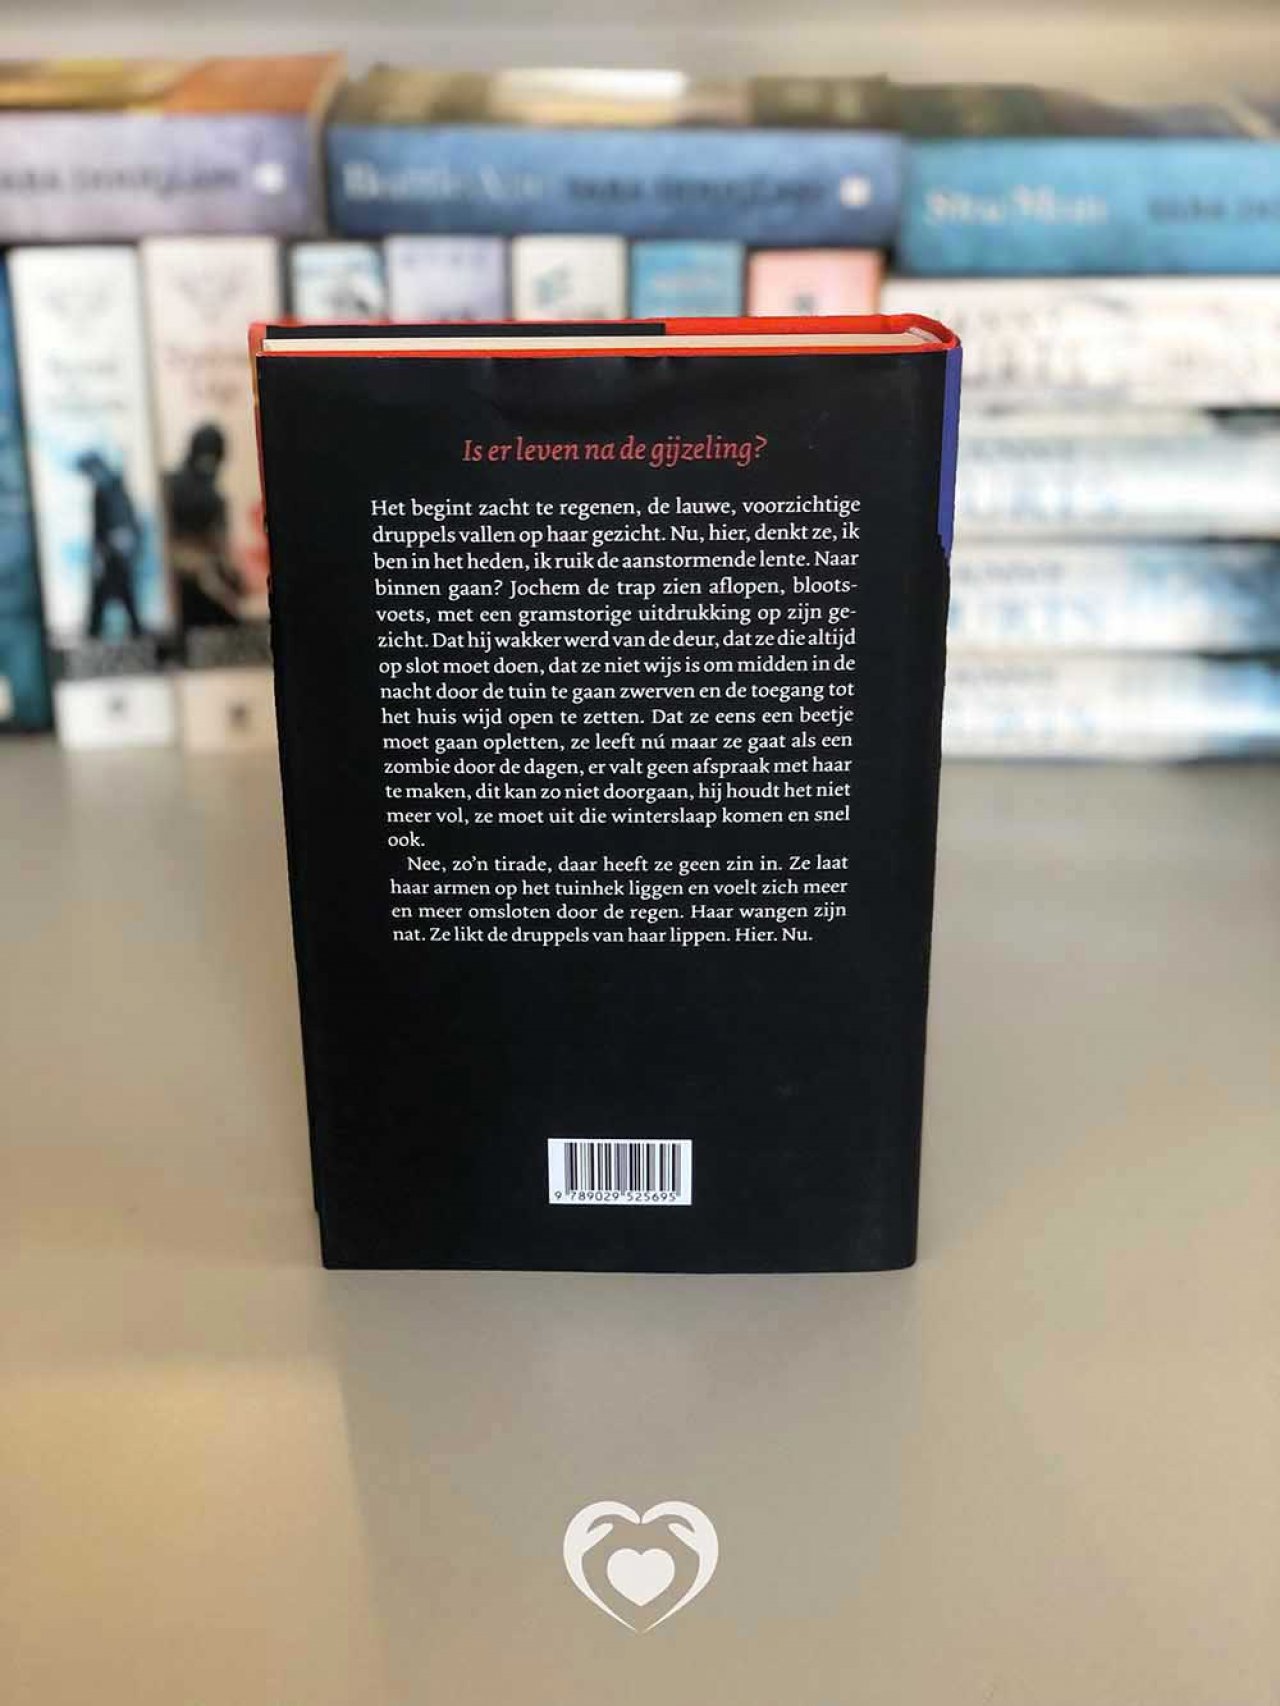 Is er leven na de gijzeling?
Het begint zacht te regenen, de lauwe, voorzichtige
druppels vallen op haar gezicht. Nu, hier, denkt ze, ik
ben in het heden, ik ruik de aanstormende lente. Naar
binnen gaan? Jochem de trap zien aflopen, bloots-
voets, met een gramstorige uitdrukking op zijn ge-
zicht. Dat hij wakker werd van de deur, dat ze die altijd
op slot moet doen, dat ze niet wijs is om midden in de
nacht door de tuin te gaan zwerven en de toegang tot
het huis wijd open te zetten. Dat ze eens een beetje
moet gaan opletten, ze leeft nú maar ze gaat als een
zombie door de dagen, er valt geen afspraak met haar
te maken, dit kan zo niet doorgaan, hij houdt het niet
meer vol, ze moet uit die winterslaap komen en snel
ook.
Nee, zo'n tirade, daar heeft ze geen zin in. Ze laat
haar armen op het tuinhek liggen en voelt zich meer
en meer omsloten door de regen. Haar wangen zijn
nat. Ze likt de druppels van haar lippen. Hier. Nu.
9 789029 525695